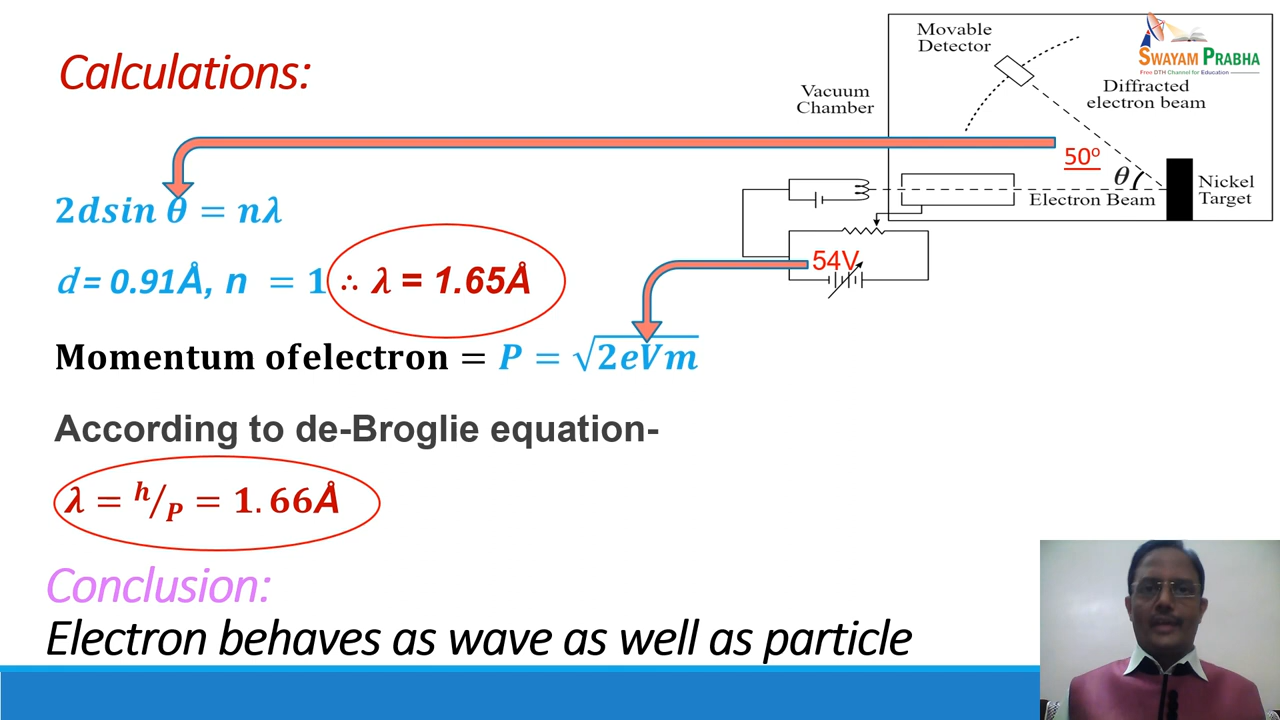 Calculations:
Movable
Detector
SWAYAM PRABHA
Free DTH Channel for Education
Diffracted
electron beam
Vacuum
Chamber
50º
θ
Nickel
Target
Electron Beam
54V
2dsin θ = nλ
d = 0.91Å, n = 1 ∴ λ = 1.65Å
Momentum ofelectron = P = √2eVm
According to de-Broglie equation-
λ = h/P = 1.66Å
Conclusion:
Electron behaves as wave as well as particle